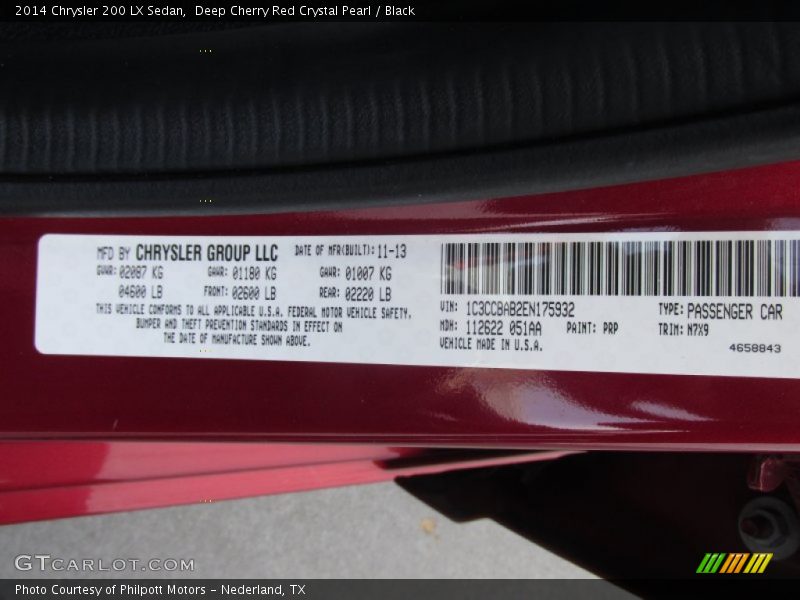 2014 Chrysler 200 LX Sedan,  Deep Cherry Red Crystal Pearl / Black
MFD BY CHRYSLER GROUP LLC DATE OF MFR(BUILT): 11-13
GVWR: 02087 KG GAWR: 01180 KG GAWR: 01007 KG
04600 LB FRONT: 02600 LB REAR: 02220 LB
THIS VEHICLE CONFORMS TO ALL APPLICABLE U.S.A. FEDERAL MOTOR VEHICLE SAFETY,
BUMPER AND THEFT PREVENTION STANDARDS IN EFFECT ON
THE DATE OF MANUFACTURE SHOWN ABOVE.
VIN: 1C3CCBAB2EN175932 TYPE: PASSENGER CAR
MDH: 112622 051AA PAINT: PRP TRIM: N7X9
VEHICLE MADE IN U.S.A. 4658843
GTCARLOT.COM
Photo Courtesy of Philpott Motors - Nederland, TX